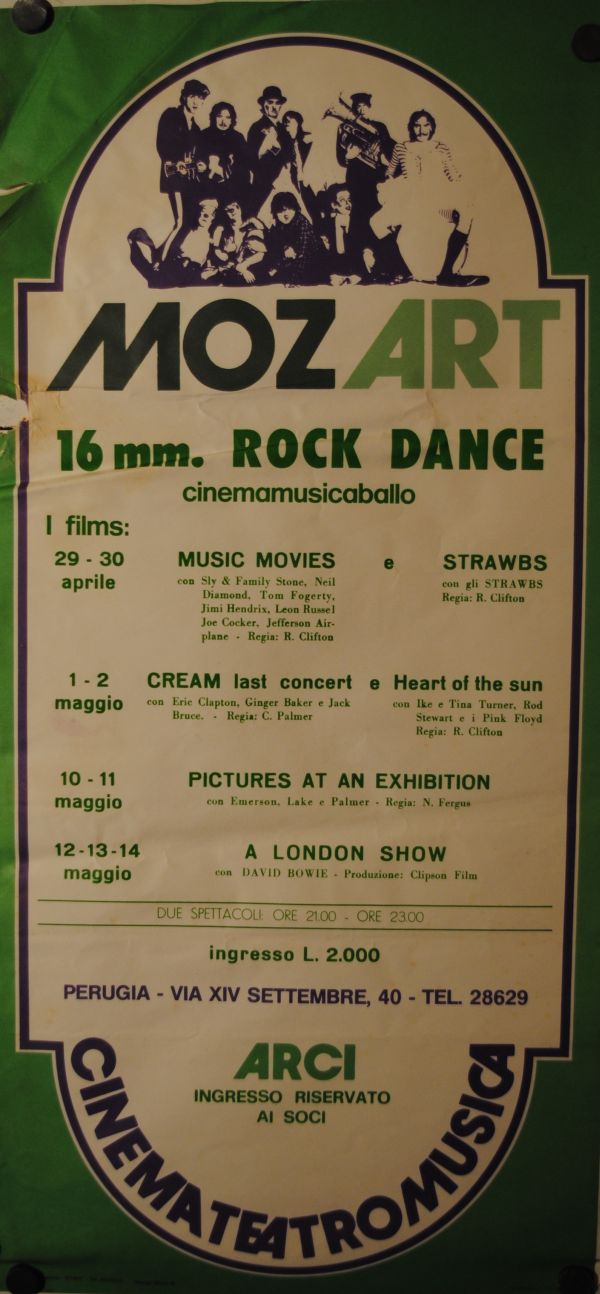 MOZART
16 mm. ROCK DANCE
cinemamusicaballo
I films:
29 - 30 aprile
MUSIC MOVIES e STRAWBS
con Sly & Family Stone, Neil
Diamond, Tom Fogerty,
Jimi Hendrix, Leon Russel
Joe Cocker, Jefferson Air-
plane - Regia: R. Clifton
con gli STRAWBS
Regia: R. Clifton
1 - 2
maggio
CREAM last concert e Heart of the sun
con Eric Clapton, Ginger Baker e Jack
Bruce. - Regia: C. Palmer
con Ike e Tina Turner, Rod
Stewart e i Pink Floyd
Regia: R. Clifton
10 - 11
maggio
PICTURES AT AN EXHIBITION
con Emerson, Lake e Palmer - Regia: N. Fergus
12-13-14
maggio
A LONDON SHOW
con DAVID BOWIE - Produzione: Clipson Film
DUE SPETTACOLI: ORE 21.00 - ORE 23.00
ingresso L. 2.000
PERUGIA - VIA XIV SETTEMBRE, 40 - TEL. 28629
ARCI
INGRESSO RISERVATO
AI SOCI
CINEMATEATROMUSICA